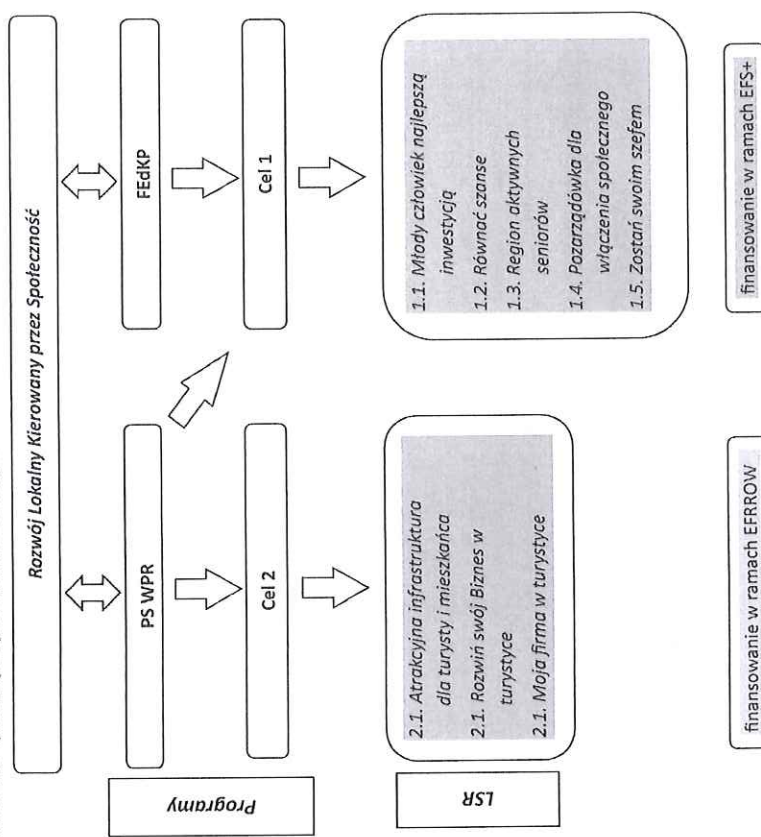 Rozwój Lokalny Kierowany przez Społeczność
Programy
PS WPR
FEdKP
Cel 2
Cel 1
LSR
2.1. Atrakcyjna infrastruktura
dla turysty i mieszkańca
2.1. Rozwiń swój Biznes w
turystyce
2.1. Moja firma w turystyce
1.1. Młody człowiek najlepszą
inwestycją
1.2. Równać szanse
1.3. Region aktywnych
seniorów
1.4. Pozarządówka dla
włączenia społecznego
1.5. Zostań swoim szefem
finansowanie w ramach EFRROW
finansowanie w ramach EFS+